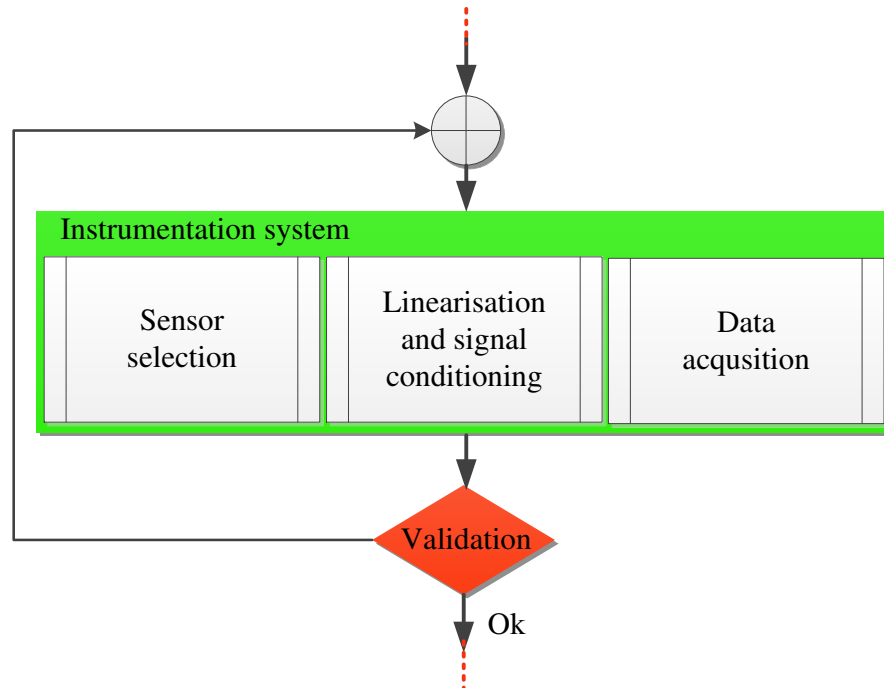 Instrumentation system
Sensor
selection
Linearisation
and signal
conditioning
Data
acqusition
Validation
Ok